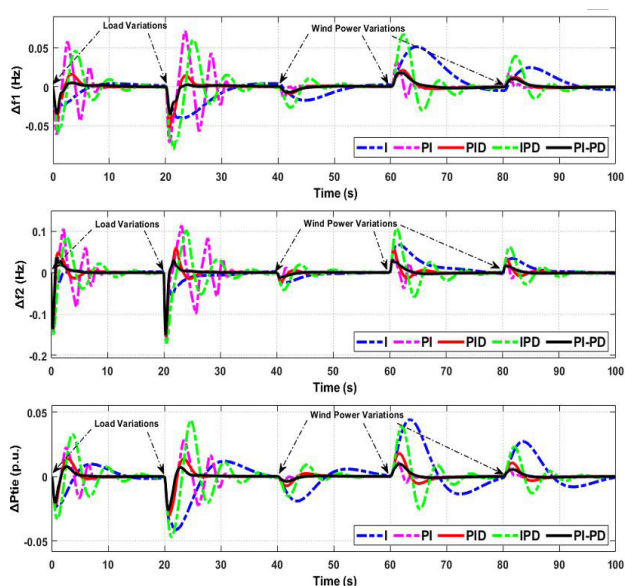 Load Variations
Wind Power Variations
0.05
0
-0.05
Δf1 (Hz)
I PI PID IPD PI-PD
0 10 20 30 40 50 60 70 80 90 100
Time (s)
0.1
0
-0.1
-0.2
Δf2 (Hz)
Load Variations
Wind Power Variations
I PI PID IPD PI-PD
0 10 20 30 40 50 60 70 80 90 100
Time (s)
0.05
0
-0.05
ΔPtie (p.u.)
Load Variations
Wind Power Variations
I PI PID IPD PI-PD
0 10 20 30 40 50 60 70 80 90 100
Time (s)